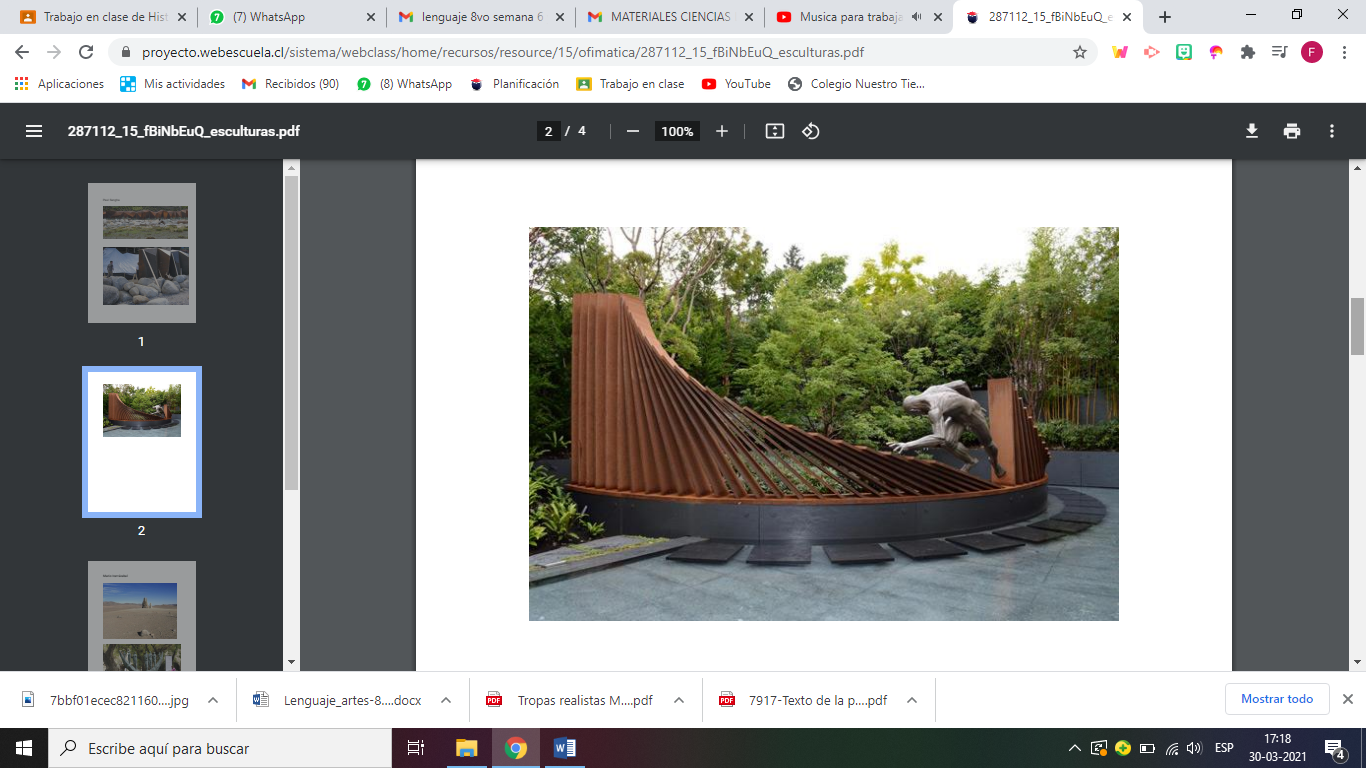 Trabajo en clase de Hist
(7) WhatsApp
lenguaje 8vo semana 6
MATERIALES CIENCIAS
Musica para trabaja
287112_15_fBiNbEuQ_e
proyecto.webescuela.cl/sistema/webclass/home/recursos/resource/15/ofimatica/287112_15_fBiNbEuQ_esculturas.pdf
F
Aplicaciones
Mis actividades
Recibidos (90)
(8) WhatsApp
Planificación
Trabajo en clase
YouTube
Colegio Nuestro Tie...
287112_15_fBiNbEuQ_esculturas.pdf
2 / 4
100%
1
2
7bbf01ecec821160....jpg
Lenguaje_artes-8....docx
Tropas realistas M....pdf
7917-Texto de la p....pdf
Mostrar todo
Escribe aquí para buscar
ESP
17:18
30-03-2021
4